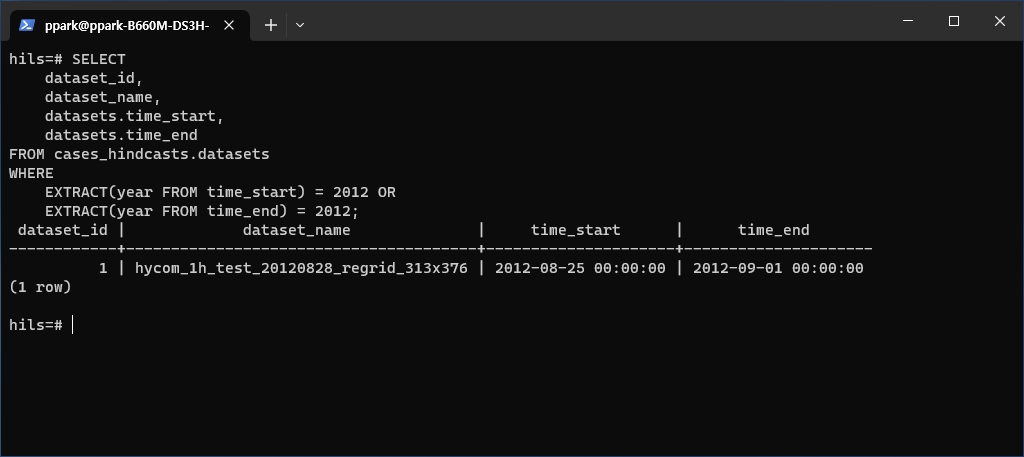 ppark@ppark-B660M-DS3H-
hils=# SELECT
    dataset_id,
    dataset_name,
    datasets.time_start,
    datasets.time_end
FROM cases_hindcasts.datasets
WHERE
    EXTRACT(year FROM time_start) = 2012 OR
    EXTRACT(year FROM time_end) = 2012;
 dataset_id |             dataset_name              |     time_start      |      time_end
------------+---------------------------------------+---------------------+---------------------
          1 | hycom_1h_test_20120828_regrid_313x376 | 2012-08-25 00:00:00 | 2012-09-01 00:00:00
(1 row)
hils=#